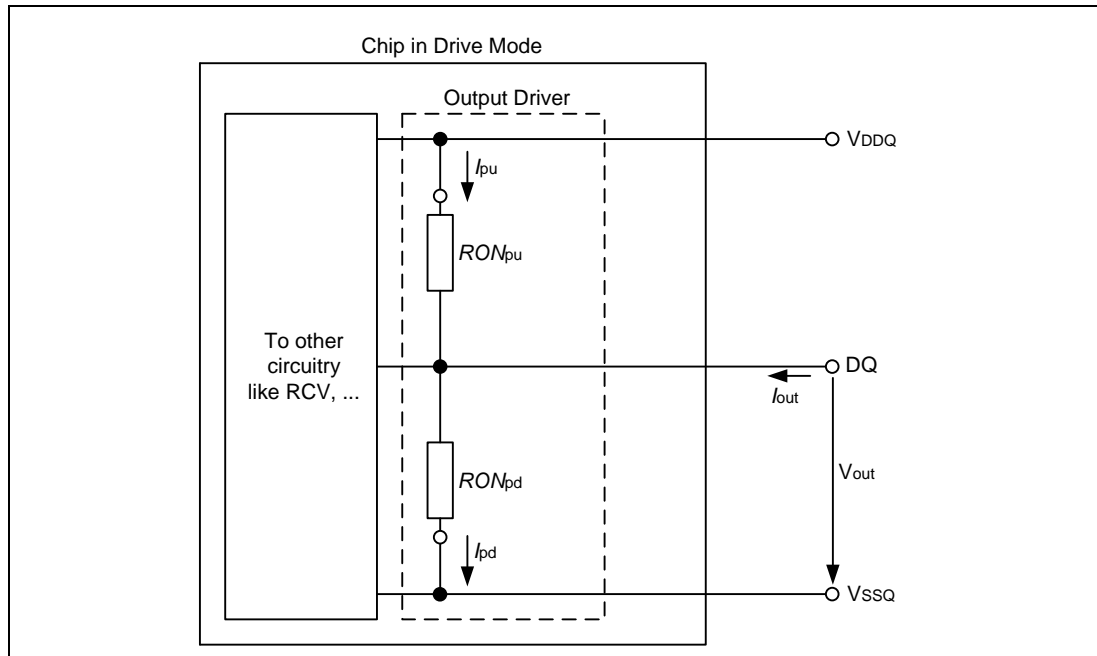 Chip in Drive Mode
Output Driver
VDDQ
Ipu
RONpu
To other
circuitry
like RCV, ...
DQ
Iout
RONpd
Vout
Ipd
VSSQ